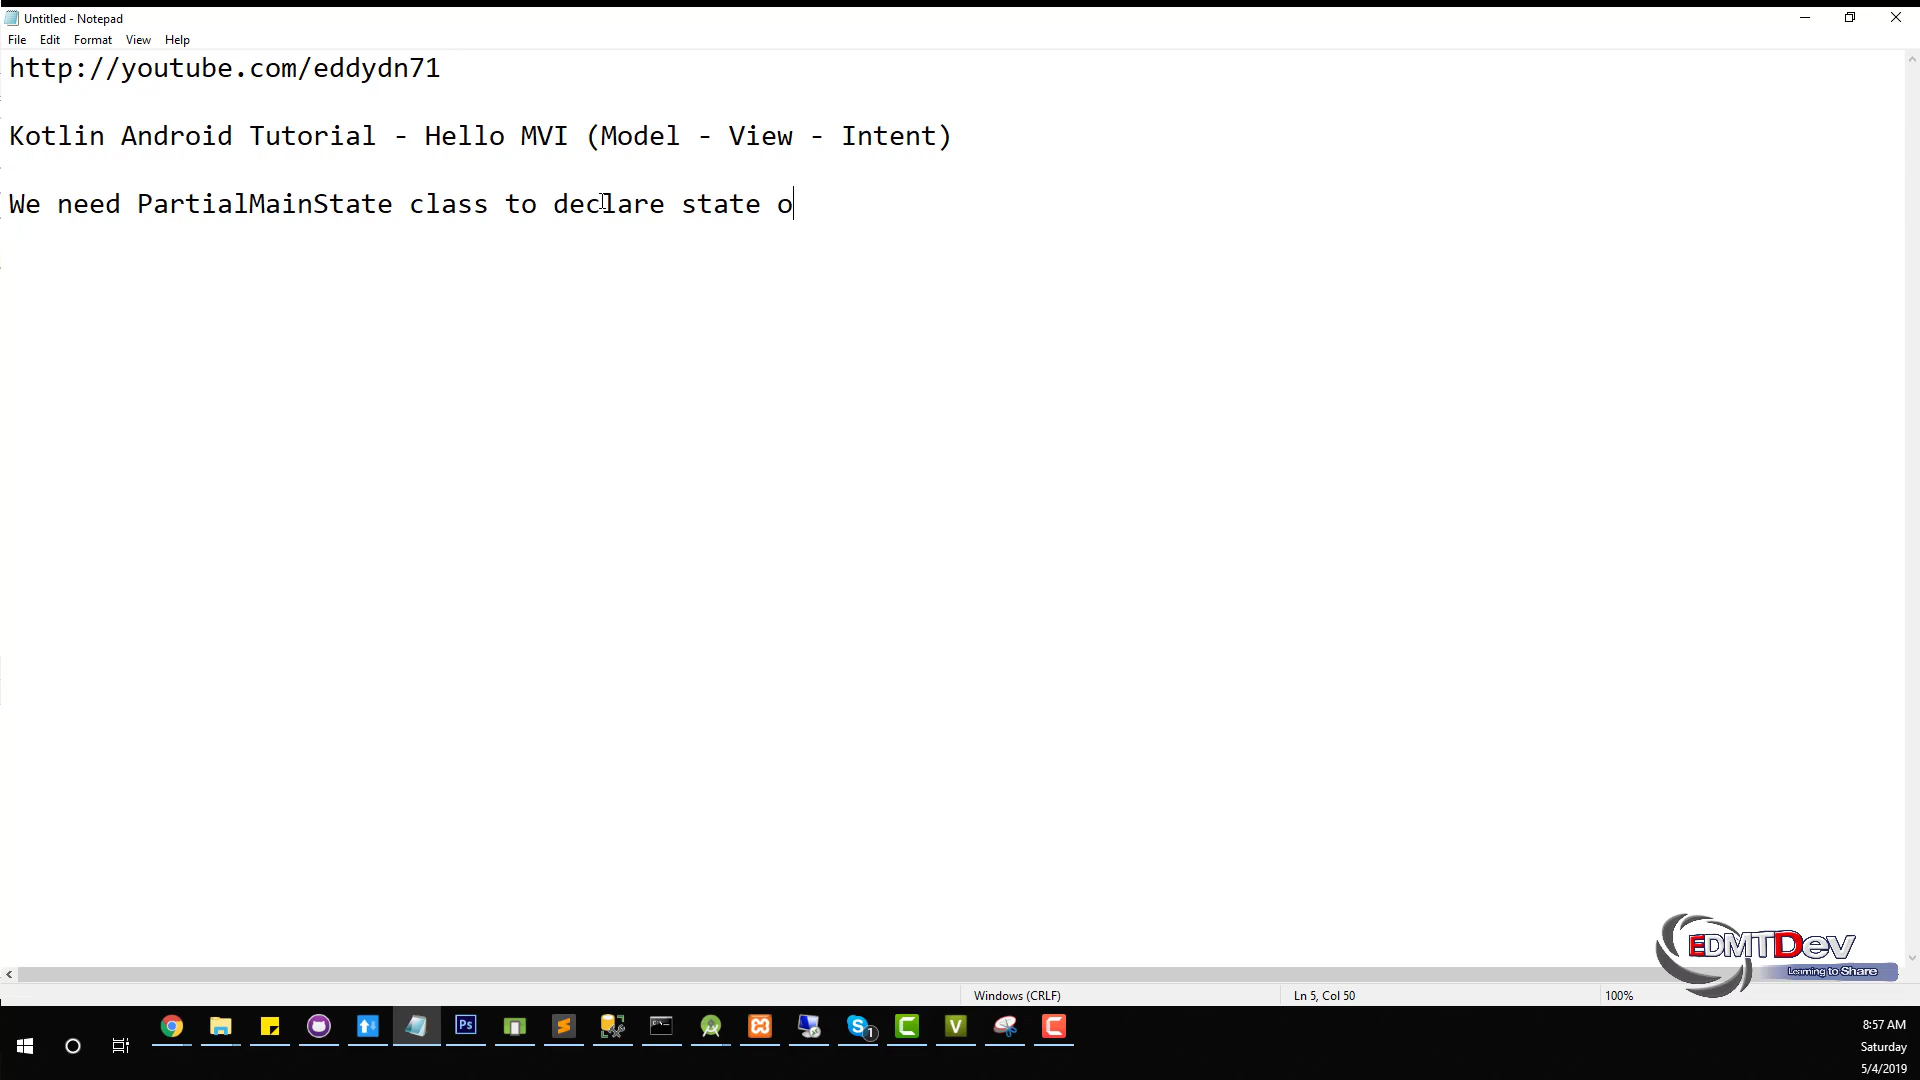 Untitled - Notepad
File Edit Format View Help
http://youtube.com/eddydn71
Kotlin Android Tutorial - Hello MVI (Model - View - Intent)
We need PartialMainState class to declare state o
EDMTDev
Learning to Share
Windows (CRLF) Ln 5, Col 50 100%
Ps
1
V
8:57 AM
Saturday
5/4/2019